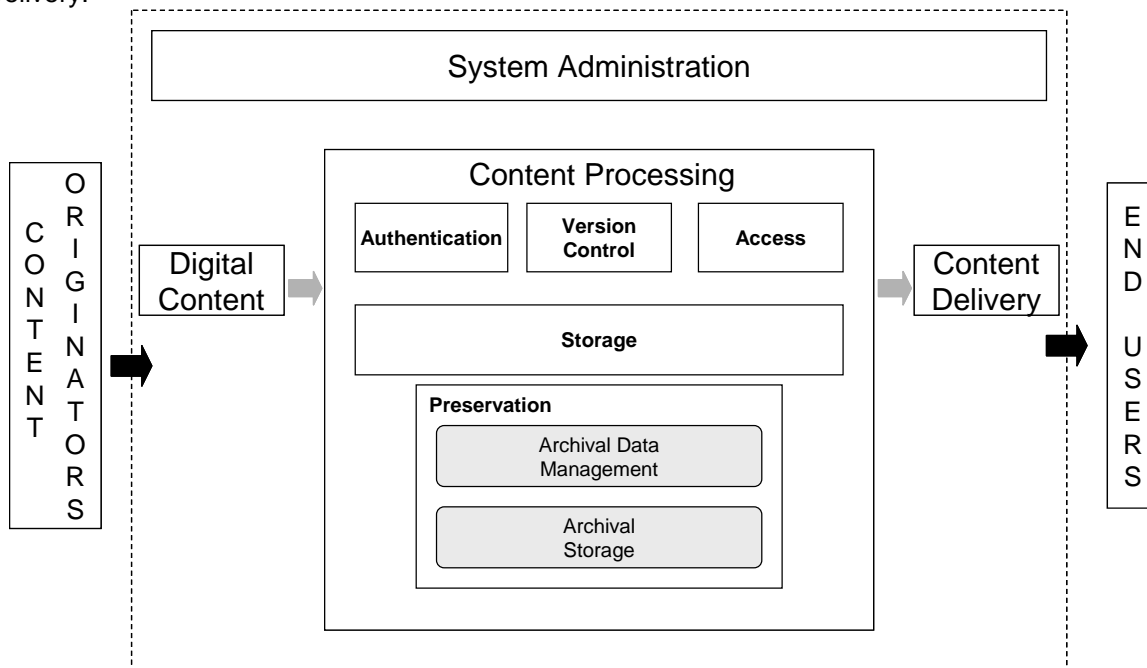 elivery.
System Administration
CONTENT
ORIGINATORS
Digital
Content
Content Processing
Authentication
Version
Control
Access
Storage
Preservation
Archival Data
Management
Archival
Storage
Content
Delivery
END USERS